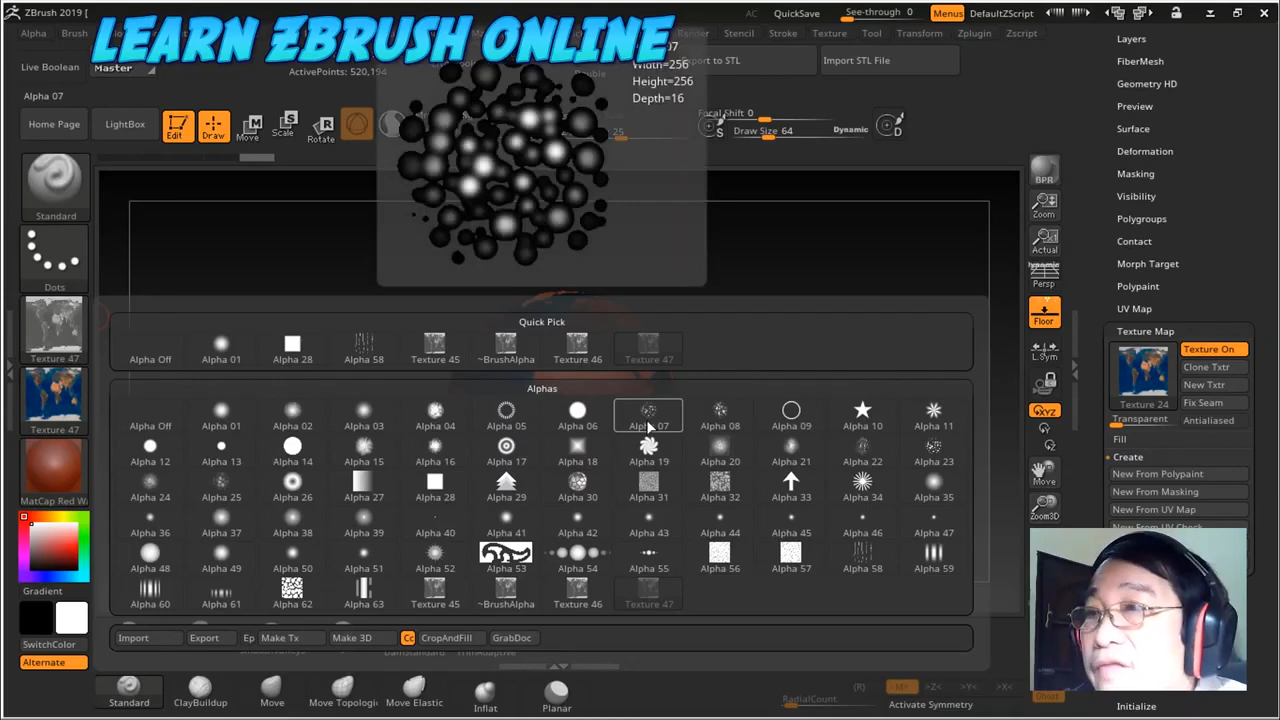 LEARN ZBRUSH ONLINE
ZBrush 2019
AC
QuickSave
See-through 0
Menus
DefaultZScript
Alpha
Brush
Render
Stencil
Stroke
Texture
Tool
Transform
Zplugin
Zscript
Live Boolean
Master
ActivePoints: 520,194
Width=256
Height=256
Depth=16
Import STL File
Alpha 07
Home Page
LightBox
Edit
Draw
Move
Scale
Rotate
25
Focal Shift 0
Draw Size 64
Dynamic
S
D
Standard
Dots
Texture 47
Texture 47
MatCap Red Wa
Gradient
SwitchColor
Alternate
Quick Pick
Alpha Off
Alpha 01
Alpha 28
Alpha 58
Texture 45
~BrushAlpha
Texture 46
Texture 47
Alphas
Alpha Off
Alpha 01
Alpha 02
Alpha 03
Alpha 04
Alpha 05
Alpha 06
Alpha 07
Alpha 08
Alpha 09
Alpha 10
Alpha 11
Alpha 12
Alpha 13
Alpha 14
Alpha 15
Alpha 16
Alpha 17
Alpha 18
Alpha 19
Alpha 20
Alpha 21
Alpha 22
Alpha 23
Alpha 24
Alpha 25
Alpha 26
Alpha 27
Alpha 28
Alpha 29
Alpha 30
Alpha 31
Alpha 32
Alpha 33
Alpha 34
Alpha 35
Alpha 36
Alpha 37
Alpha 38
Alpha 39
Alpha 40
Alpha 41
Alpha 42
Alpha 43
Alpha 44
Alpha 45
Alpha 46
Alpha 47
Alpha 48
Alpha 49
Alpha 50
Alpha 51
Alpha 52
Alpha 53
Alpha 54
Alpha 55
Alpha 56
Alpha 57
Alpha 58
Alpha 59
Alpha 60
Alpha 61
Alpha 62
Alpha 63
Texture 45
~BrushAlpha
Texture 46
Texture 47
Import
Export
Ep
Make Tx
Make 3D
Cc
CropAndFill
GrabDoc
Standard
ClayBuildup
Move
Move Topologi
Move Elastic
Inflat
Planar
RadialCount
(R)
>M<
>Z<
>Y<
>X<
Activate Symmetry
BPR
Zoom
Actual
Dynamic
Persp
Floor
L.Sym
XYZ
Move
Zoom3D
Ghost
Layers
FiberMesh
Geometry HD
Preview
Surface
Deformation
Masking
Visibility
Polygroups
Contact
Morph Target
Polypaint
UV Map
Texture Map
Texture On
Clone Txtr
New Txtr
Texture 24
Fix Seam
Transparent
Antialiased
Fill
Create
New From Polypaint
New From Masking
New From UV Map
New From UV Check
Initialize